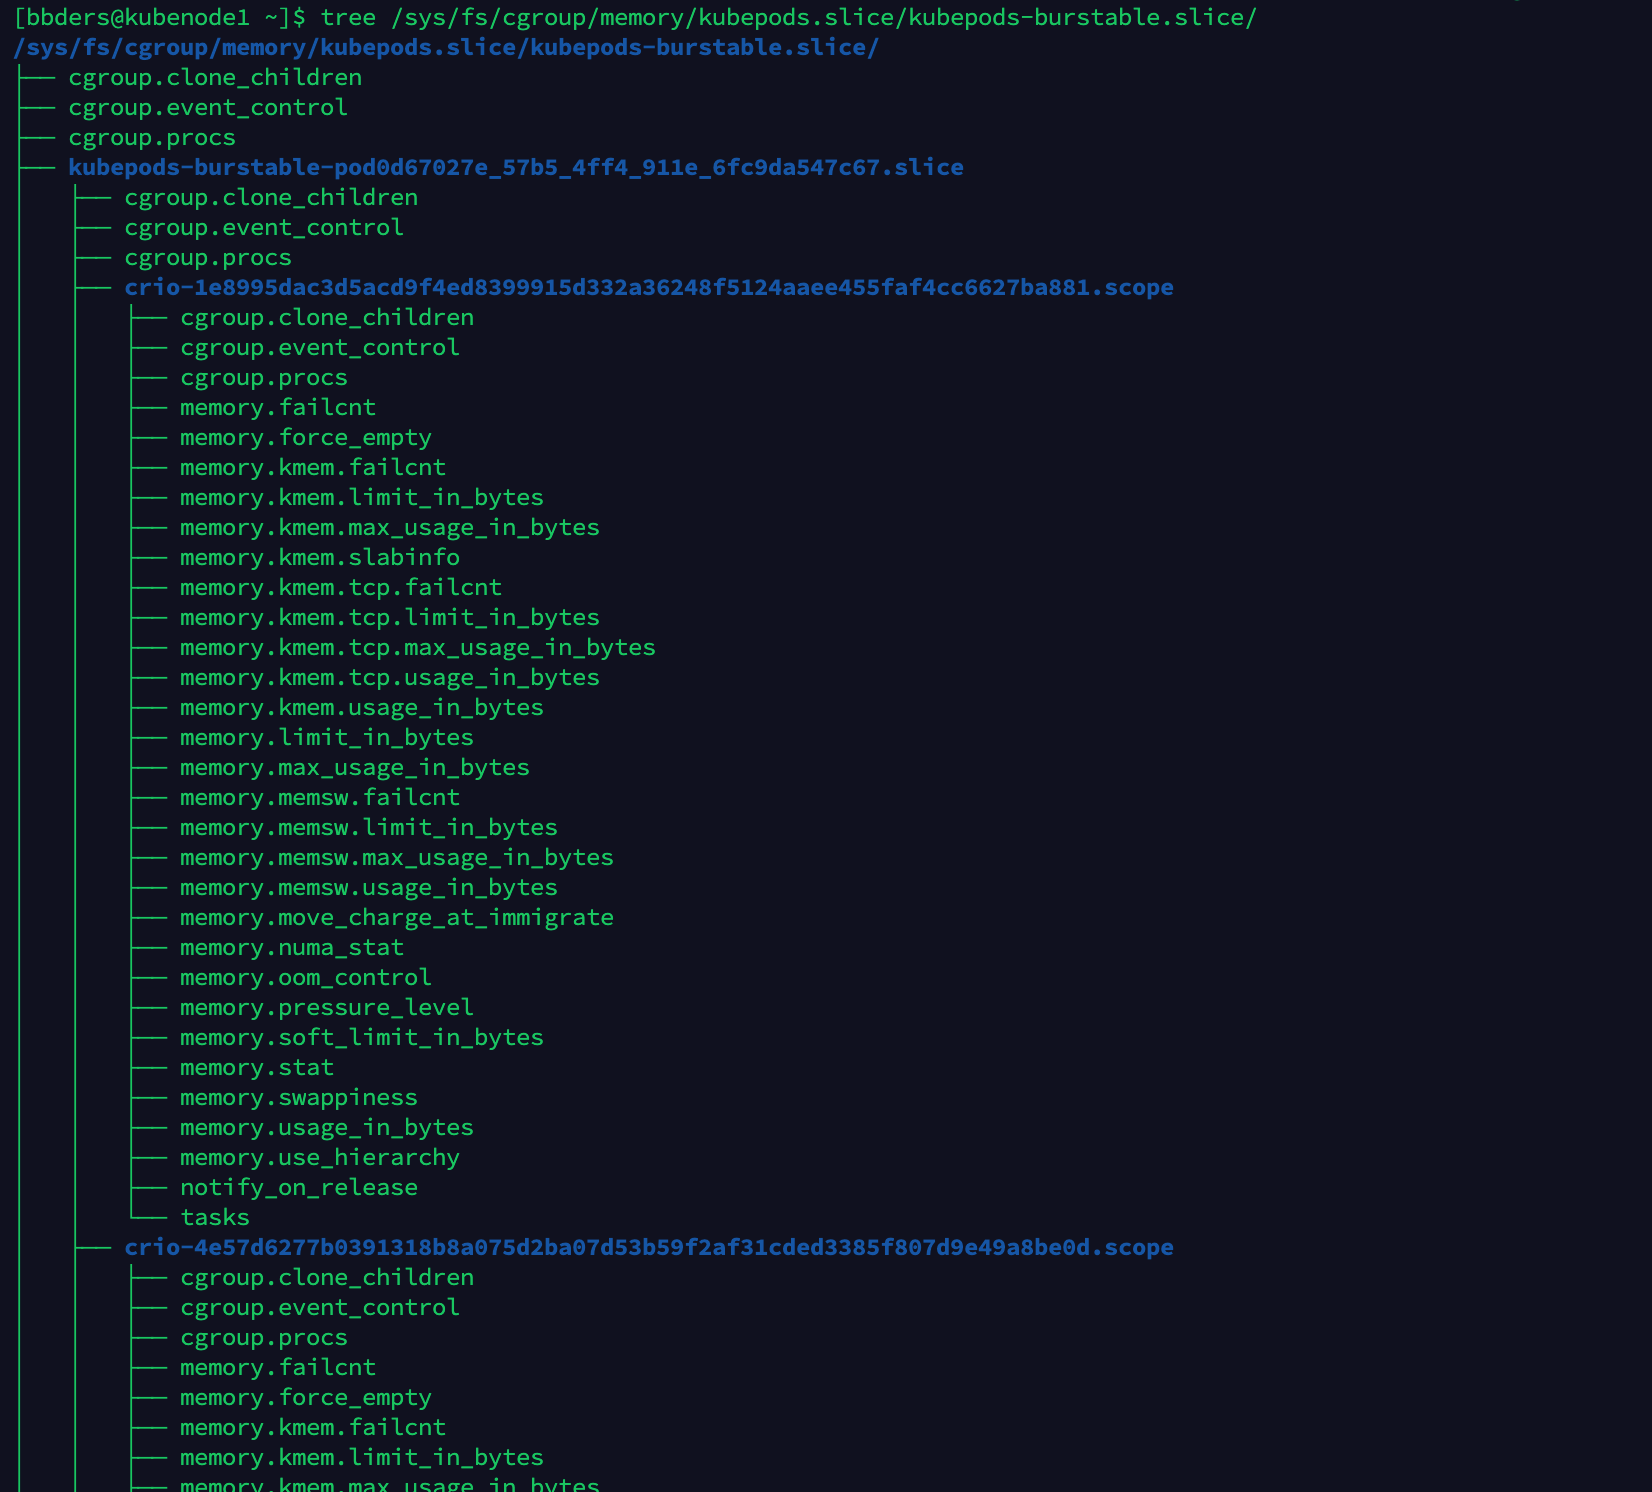 [bbders@kubenode1 ~]$ tree /sys/fs/cgroup/memory/kubepods.slice/kubepods-burstable.slice/
/sys/fs/cgroup/memory/kubepods.slice/kubepods-burstable.slice/
├── cgroup.clone_children
├── cgroup.event_control
├── cgroup.procs
├── kubepods-burstable-pod0d67027e_57b5_4ff4_911e_6fc9da547c67.slice
│   ├── cgroup.clone_children
│   ├── cgroup.event_control
│   ├── cgroup.procs
│   ├── crio-1e8995dac3d5acd9f4ed8399915d332a36248f5124aaee455faf4cc6627ba881.scope
│   │   ├── cgroup.clone_children
│   │   ├── cgroup.event_control
│   │   ├── cgroup.procs
│   │   ├── memory.failcnt
│   │   ├── memory.force_empty
│   │   ├── memory.kmem.failcnt
│   │   ├── memory.kmem.limit_in_bytes
│   │   ├── memory.kmem.max_usage_in_bytes
│   │   ├── memory.kmem.slabinfo
│   │   ├── memory.kmem.tcp.failcnt
│   │   ├── memory.kmem.tcp.limit_in_bytes
│   │   ├── memory.kmem.tcp.max_usage_in_bytes
│   │   ├── memory.kmem.tcp.usage_in_bytes
│   │   ├── memory.kmem.usage_in_bytes
│   │   ├── memory.limit_in_bytes
│   │   ├── memory.max_usage_in_bytes
│   │   ├── memory.memsw.failcnt
│   │   ├── memory.memsw.limit_in_bytes
│   │   ├── memory.memsw.max_usage_in_bytes
│   │   ├── memory.memsw.usage_in_bytes
│   │   ├── memory.move_charge_at_immigrate
│   │   ├── memory.numa_stat
│   │   ├── memory.oom_control
│   │   ├── memory.pressure_level
│   │   ├── memory.soft_limit_in_bytes
│   │   ├── memory.stat
│   │   ├── memory.swappiness
│   │   ├── memory.usage_in_bytes
│   │   ├── memory.use_hierarchy
│   │   ├── notify_on_release
│   │   └── tasks
│   ├── crio-4e57d6277b0391318b8a075d2ba07d53b59f2af31cded3385f807d9e49a8be0d.scope
│   │   ├── cgroup.clone_children
│   │   ├── cgroup.event_control
│   │   ├── cgroup.procs
│   │   ├── memory.failcnt
│   │   ├── memory.force_empty
│   │   ├── memory.kmem.failcnt
│   │   ├── memory.kmem.limit_in_bytes
│   │   ├── memory.kmem.max_usage_in_bytes